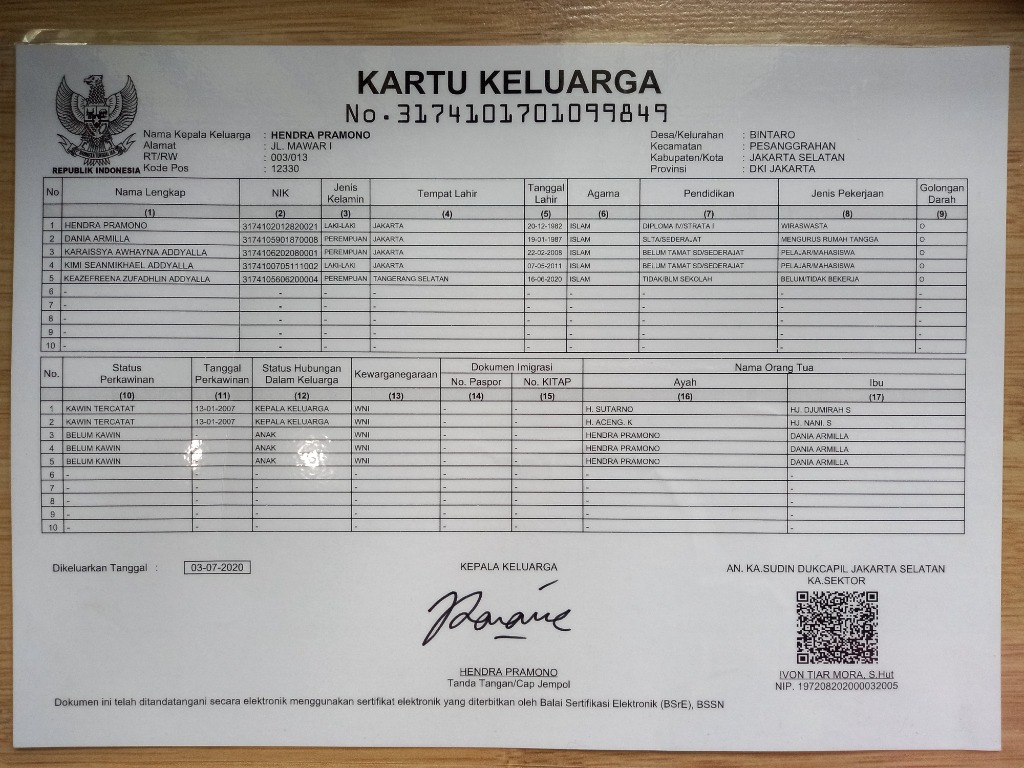 KARTU KELUARGA
No.3174101701099849
REPUBLIK INDONESIA
Nama Kepala Keluarga : HENDRA PRAMONO
Alamat : JL. MAWAR I
RT/RW : 003/013
Kode Pos : 12330
Desa/Kelurahan : BINTARO
Kecamatan : PESANGGRAHAN
Kabupaten/Kota : JAKARTA SELATAN
Provinsi : DKI JAKARTA
No Nama Lengkap NIK Jenis Kelamin Tempat Lahir Tanggal Lahir Agama Pendidikan Jenis Pekerjaan Golongan Darah
(1) (2) (3) (4) (5) (6) (7) (8) (9)
1 HENDRA PRAMONO 3174102012820021 LAKI-LAKI JAKARTA 20-12-1982 ISLAM DIPLOMA IV/STRATA I WIRASWASTA O
2 DANIA ARMILLA 3174105901870008 PEREMPUAN JAKARTA 19-01-1987 ISLAM SLTA/SEDERAJAT MENGURUS RUMAH TANGGA O
3 KARAISSYA AWHAYNA ADDYALLA 3174106202080001 PEREMPUAN JAKARTA 22-02-2008 ISLAM BELUM TAMAT SD/SEDERAJAT PELAJAR/MAHASISWA O
4 KIMI SEANMIKHAEL ADDYALLA 3174100705111002 LAKI-LAKI JAKARTA 07-05-2011 ISLAM BELUM TAMAT SD/SEDERAJAT PELAJAR/MAHASISWA O
5 KEAZEFREENA ZUFADHLIN ADDYALLA 3174105606200004 PEREMPUAN TANGERANG SELATAN 16-06-2020 ISLAM TIDAK/BLM SEKOLAH BELUM/TIDAK BEKERJA O
6 - - - - - - - - -
7 - - - - - - - - -
8 - - - - - - - - -
9 - - - - - - - - -
10 - - - - - - - - -
No. Status Perkawinan Tanggal Perkawinan Status Hubungan Dalam Keluarga Kewarganegaraan Dokumen Imigrasi Nama Orang Tua
No. Paspor No. KITAP Ayah Ibu
(10) (11) (12) (13) (14) (15) (16) (17)
1 KAWIN TERCATAT 13-01-2007 KEPALA KELUARGA WNI - - H. SUTARNO HJ. DJUMIRAH S
2 KAWIN TERCATAT 13-01-2007 KEPALA KELUARGA WNI - - H. ACENG. K HJ. NANI. S
3 BELUM KAWIN - ANAK WNI - - HENDRA PRAMONO DANIA ARMILLA
4 BELUM KAWIN - ANAK WNI - - HENDRA PRAMONO DANIA ARMILLA
5 BELUM KAWIN - ANAK WNI - - HENDRA PRAMONO DANIA ARMILLA
6 - - - - - - - -
7 - - - - - - - -
8 - - - - - - - -
9 - - - - - - - -
10 - - - - - - - -
Dikeluarkan Tanggal : 03-07-2020
KEPALA KELUARGA
HENDRA PRAMONO
Tanda Tangan/Cap Jempol
AN. KA.SUDIN DUKCAPIL JAKARTA SELATAN
KA.SEKTOR
IVON TIAR MORA, S.Hut
NIP. 197208202000032005
Dokumen ini telah ditandatangani secara elektronik menggunakan sertifikat elektronik yang diterbitkan oleh Balai Sertifikasi Elektronik (BSrE), BSSN